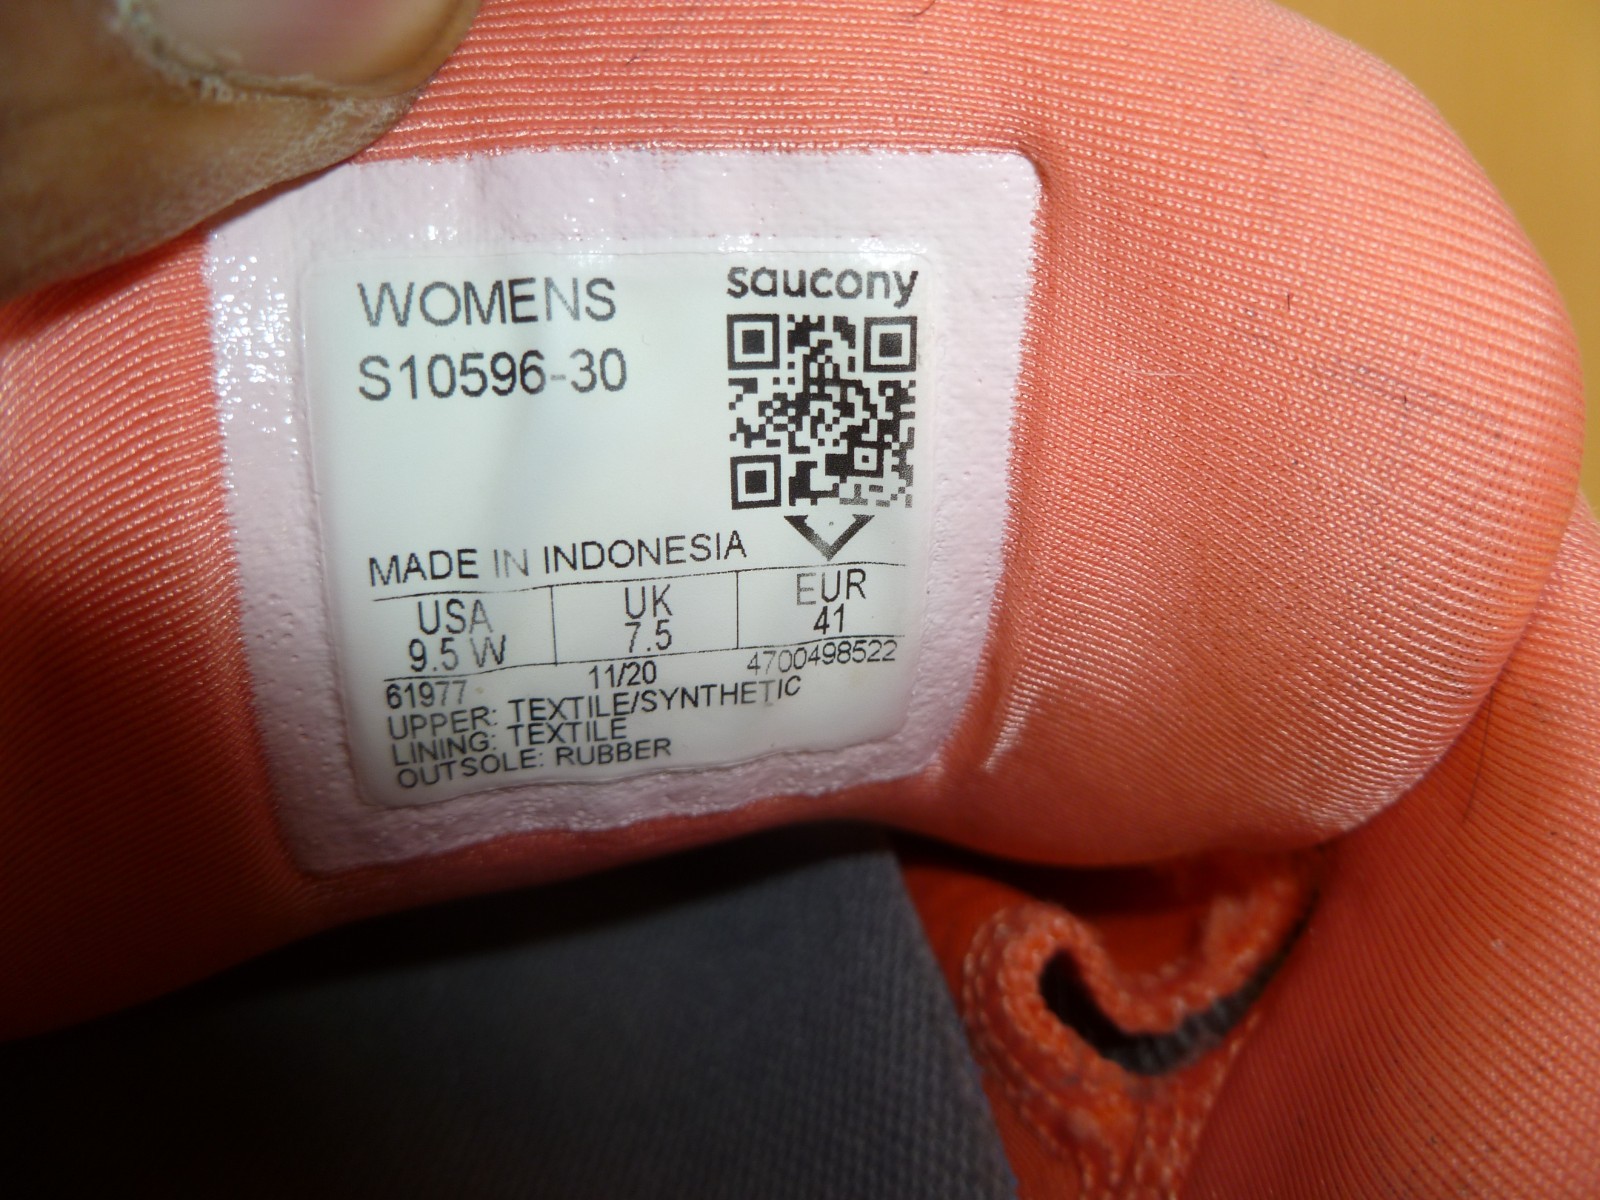 WOMENS
saucony
S10596-30
MADE IN INDONESIA
USA UK EUR
9.5 W 7.5 41
61977 11/20 4700498522
UPPER: TEXTILE/SYNTHETIC
LINING: TEXTILE
OUTSOLE: RUBBER